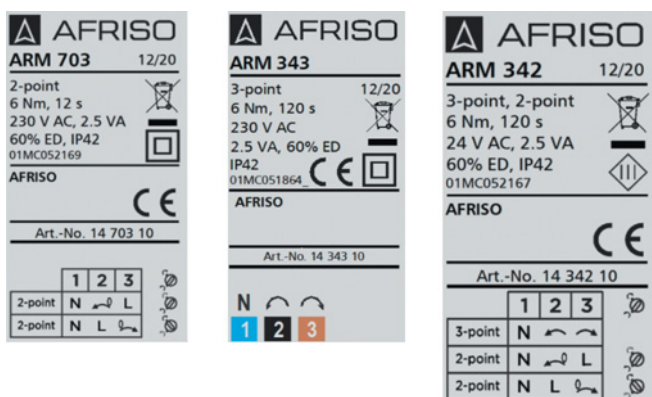 AFRISO
ARM 703 12/20
2-point
6 Nm, 12 s
230 V AC, 2.5 VA
60% ED, IP42
01MC052169
AFRISO
CE
Art.-No. 14 703 10
1 2 3
2-point N L
2-point N L
AFRISO
ARM 343
3-point 12/20
6 Nm, 120 s
230 V AC
2.5 VA, 60% ED
IP42
01MC051864_ CE
AFRISO
Art.-No. 14 343 10
N
1 2 3
AFRISO
ARM 342 12/20
3-point, 2-point
6 Nm, 120 s
24 V AC, 2.5 VA
60% ED, IP42
01MC052167
III
AFRISO
CE
Art.-No. 14 342 10
1 2 3
3-point N
2-point N L
2-point N L